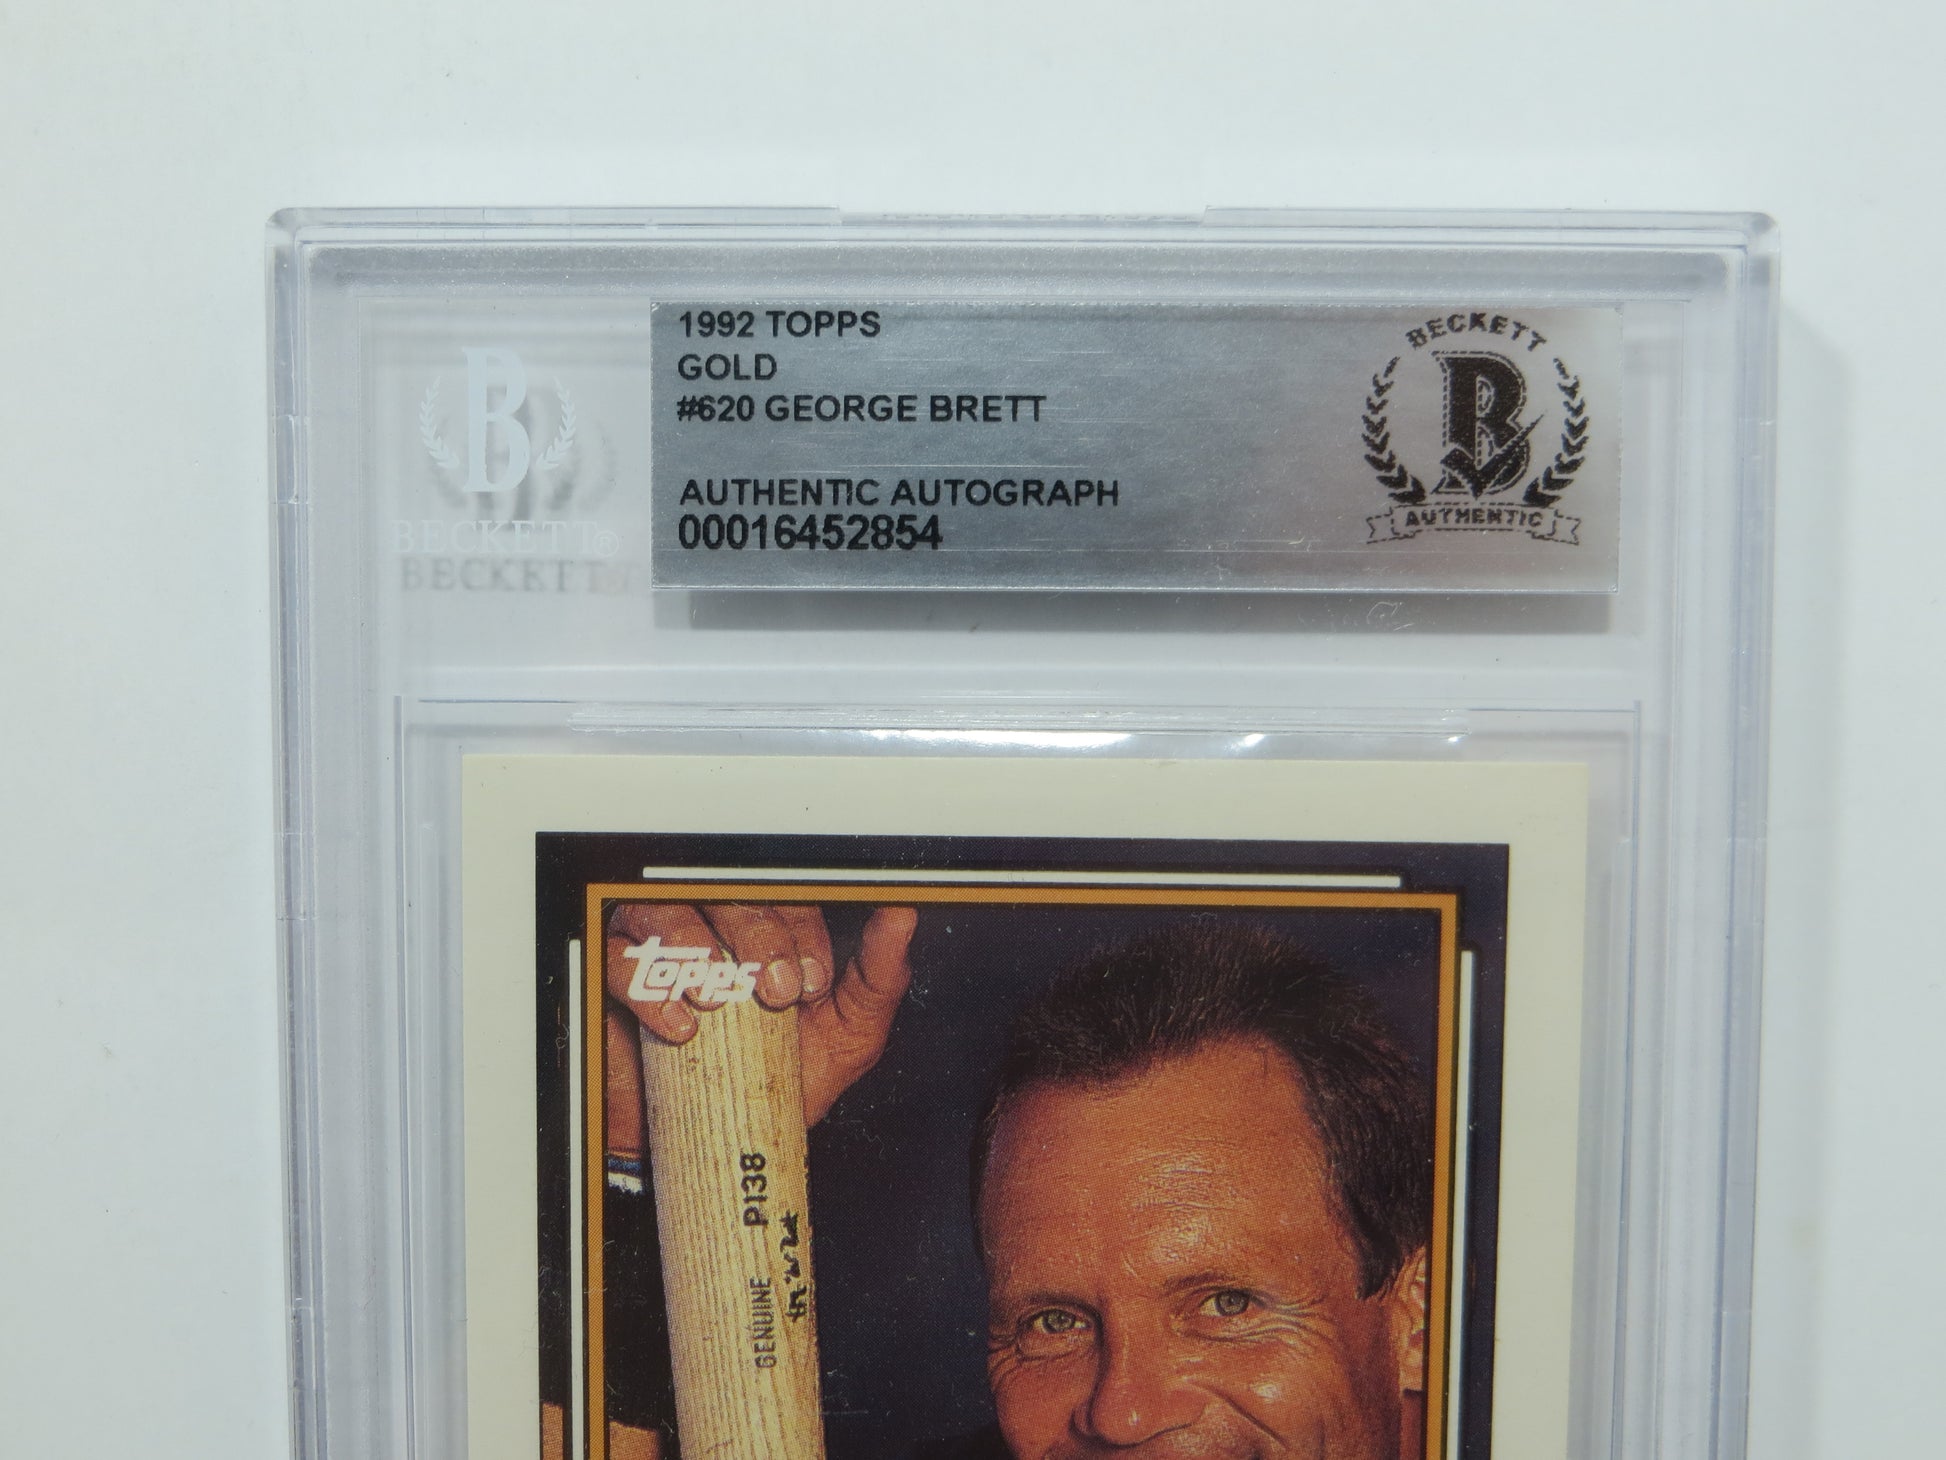 1992 TOPPS
GOLD
#620 GEORGE BRETT
AUTHENTIC AUTOGRAPH
00016452854
BECKETT
B
AUTHENTIC
B
BECKETT®
topps
GENUINE P138